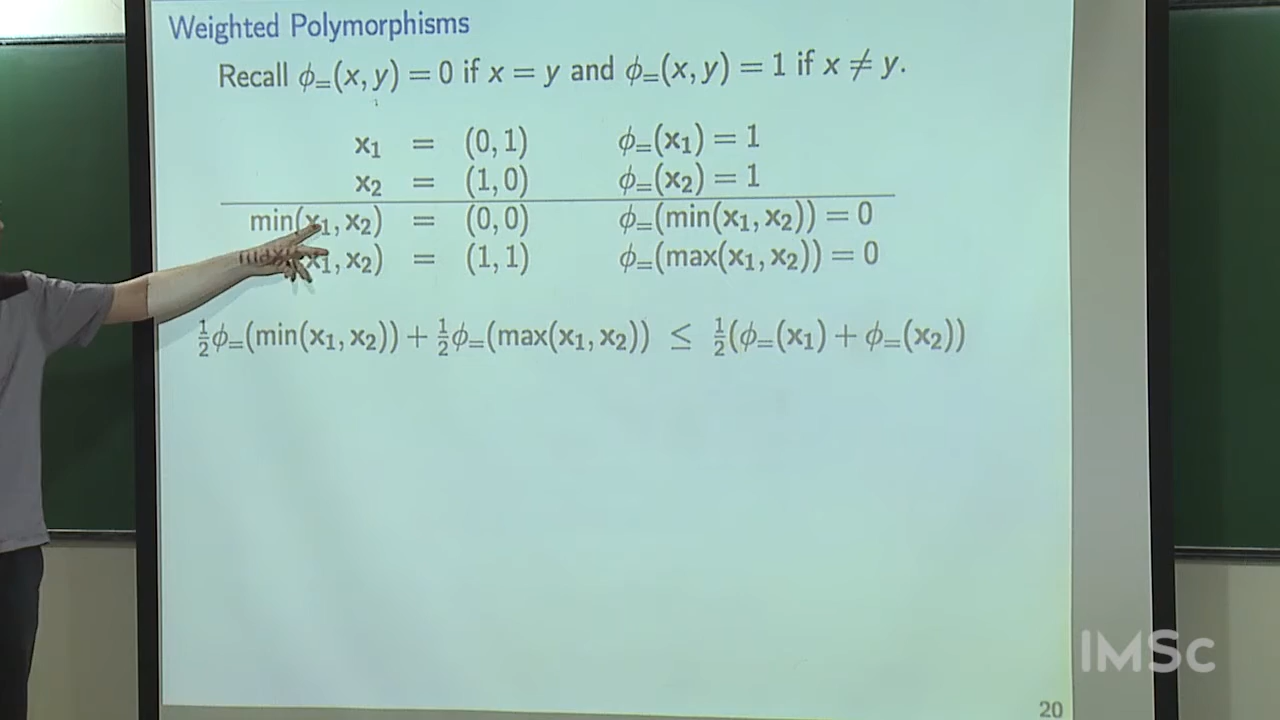 Weighted Polymorphisms
Recall ϕ₌(x, y) = 0 if x = y and ϕ₌(x, y) = 1 if x ≠ y.
x₁ = (0, 1) ϕ₌(x₁) = 1
x₂ = (1, 0) ϕ₌(x₂) = 1
min(x₁, x₂) = (0, 0) ϕ₌(min(x₁, x₂)) = 0
max(x₁, x₂) = (1, 1) ϕ₌(max(x₁, x₂)) = 0
½ϕ₌(min(x₁, x₂)) + ½ϕ₌(max(x₁, x₂)) ≤ ½(ϕ₌(x₁) + ϕ₌(x₂))
IMSc
20